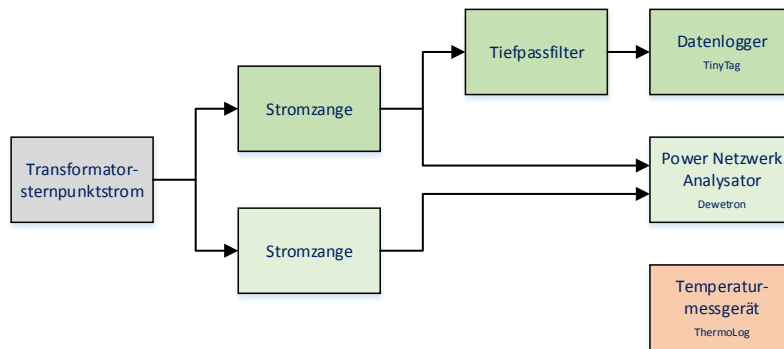 Tiefpassfilter
Datenlogger
TinyTag
Stromzange
Transformator-
sternpunktstrom
Power Netzwerk
Analysator
Dewetron
Stromzange
Temperatur-
messgerät
ThermoLog